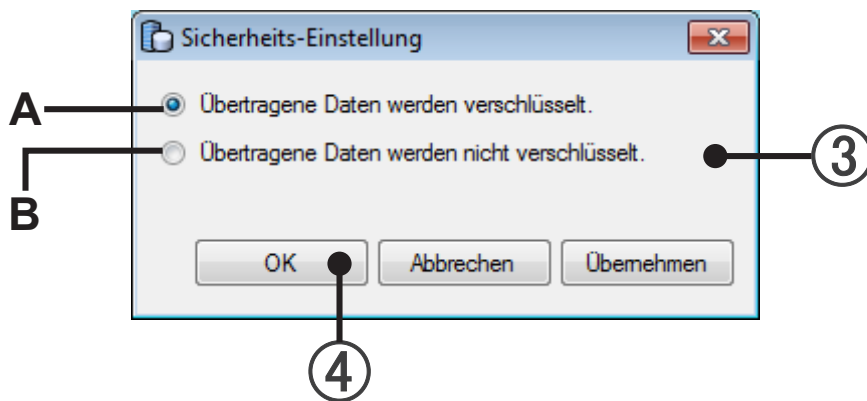 Sicherheits-Einstellung
A
Übertragene Daten werden verschlüsselt.
B
Übertragene Daten werden nicht verschlüsselt.
③
OK
Abbrechen
Übernehmen
④